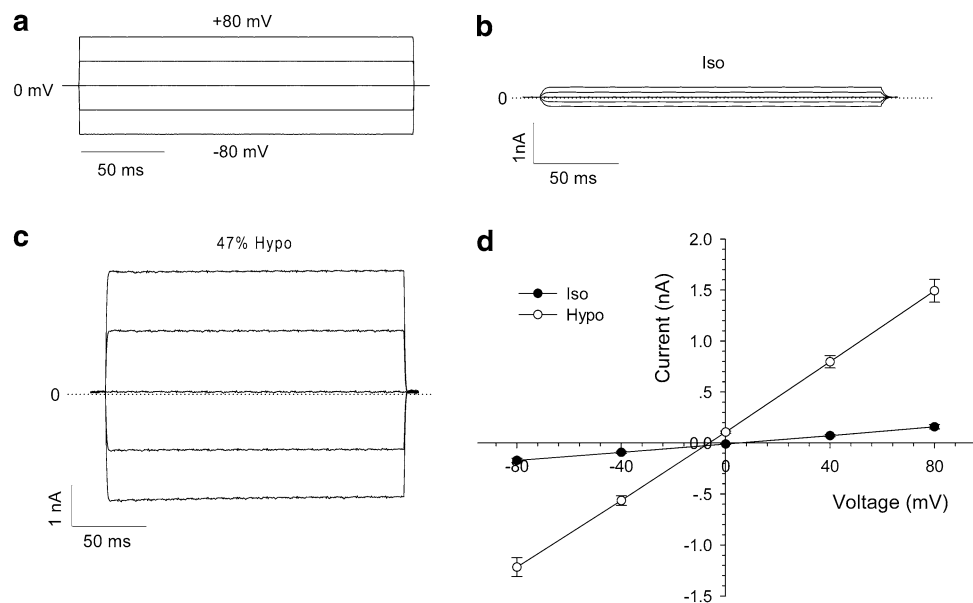 a
+80 mV
0 mV
-80 mV
50 ms
b
Iso
0
1nA
50 ms
c
47% Hypo
0
1 nA
50 ms
d
Iso
Hypo
Current (nA)
2.0
1.5
1.0
.5
0.0
-.5
-1.0
-1.5
-80
-40
0
40
80
Voltage (mV)